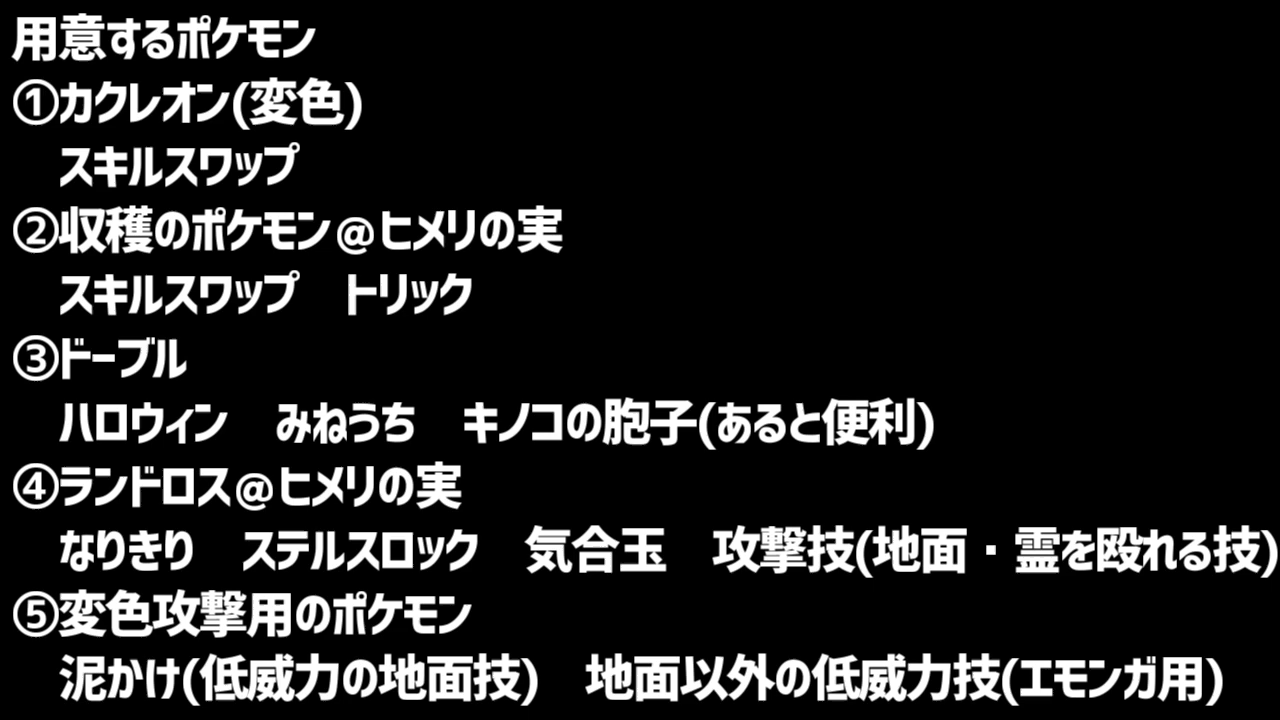 用意するポケモン
①カクレオン(変色)
スキルスワップ
②収穫のポケモン@ヒメリの実
スキルスワップ　トリック
③ドーブル
ハロウィン　みねうち　キノコの胞子(あると便利)
④ランドロス@ヒメリの実
なりきり　ステルスロック　気合玉　攻撃技(地面・霊を殴れる技)
⑤変色攻撃用のポケモン
泥かけ(低威力の地面技)　地面以外の低威力技(エモンガ用)